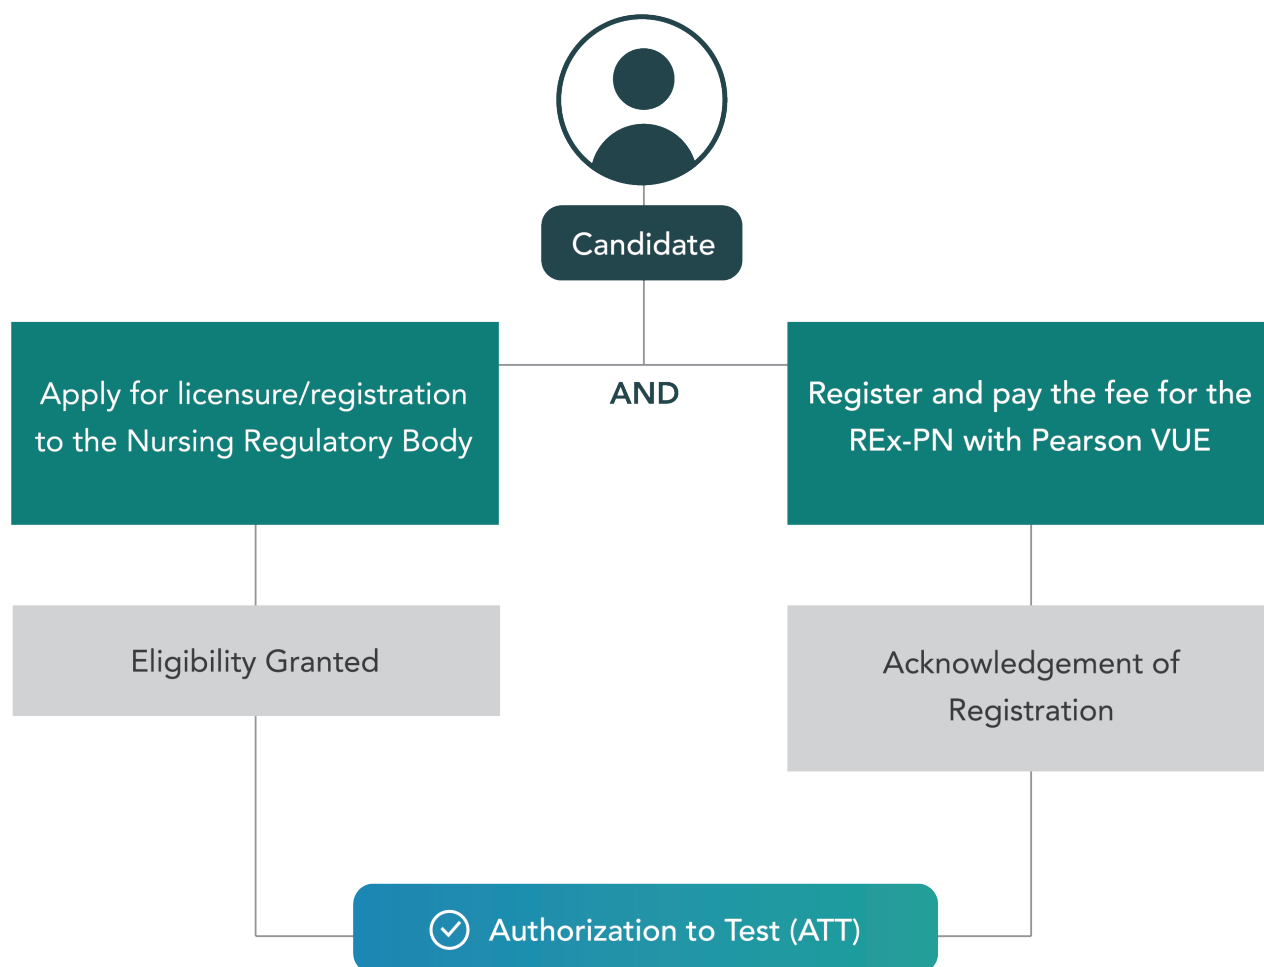 Candidate
AND
Apply for licensure/registration
to the Nursing Regulatory Body
Register and pay the fee for the
REx-PN with Pearson VUE
Eligibility Granted
Acknowledgement of
Registration
Authorization to Test (ATT)